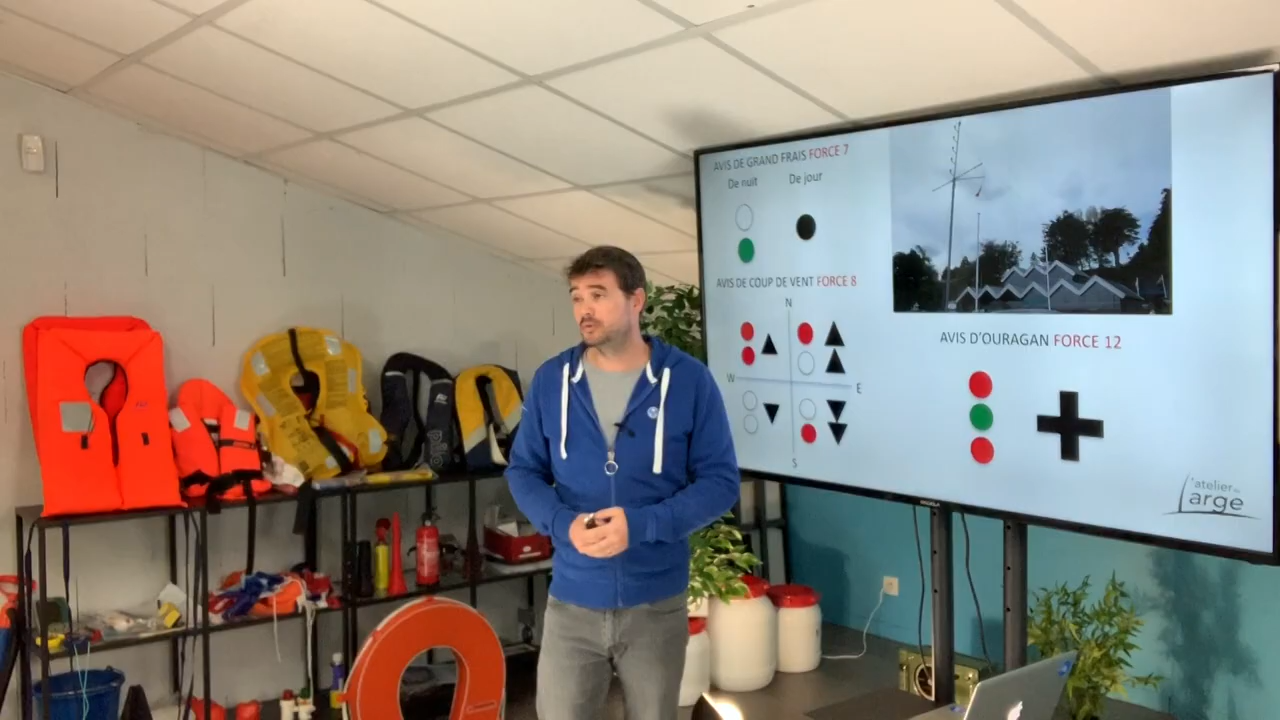 AVIS DE GRAND FRAIS FORCE 7
De nuit De jour
AVIS DE COUP DE VENT FORCE 8
N
W
E
S
AVIS D'OURAGAN FORCE 12
l'atelier du
large